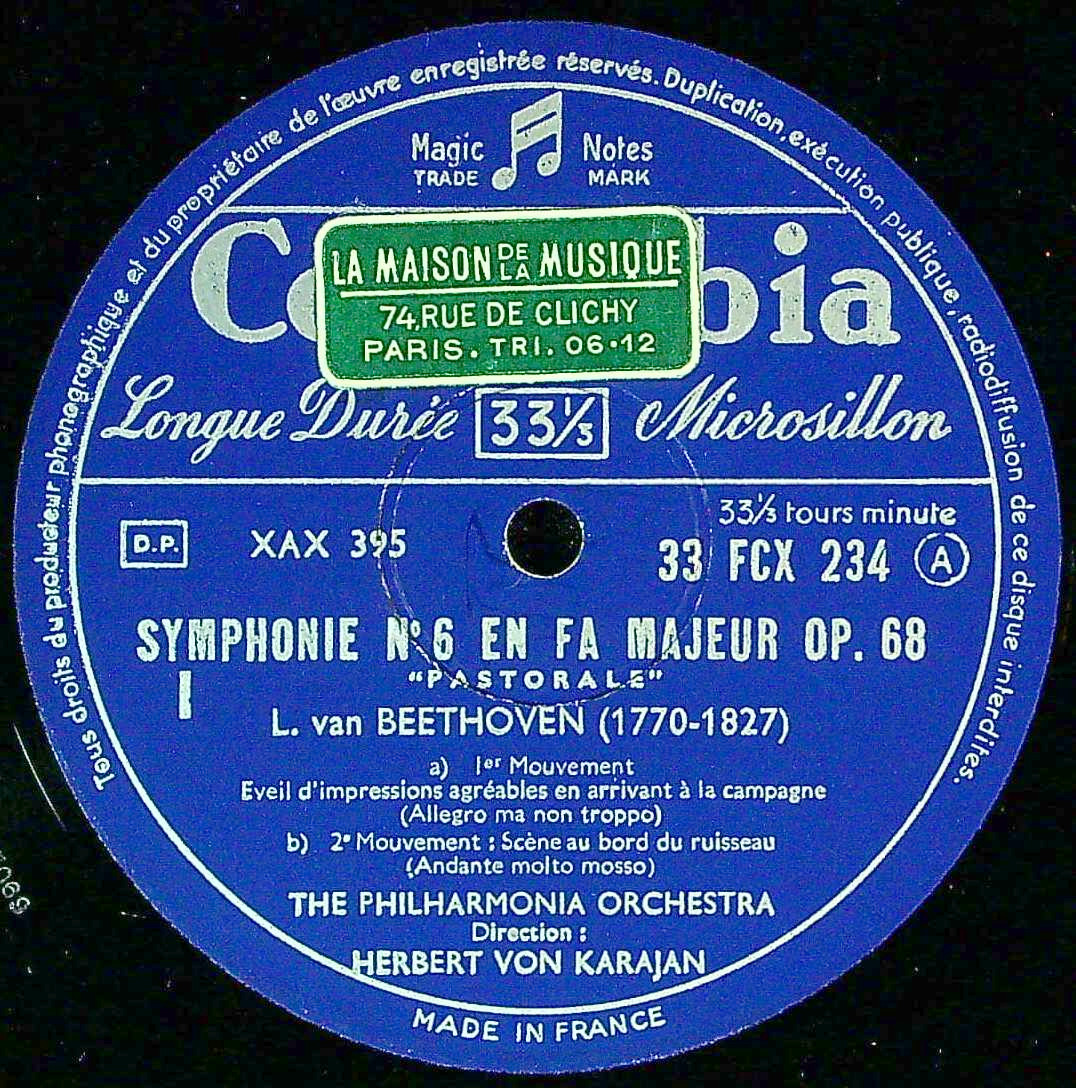 Tous droits du producteur phonographique et du propriétaire de l'œuvre enregistrée réservés. Duplication, exécution publique, radiodiffusion de ce disque interdites.
Magic Notes
TRADE MARK
LA MAISON DE LA MUSIQUE
74, RUE DE CLICHY
PARIS. TRI. 06·12
Longue Durée 33⅓ Microsillon
33⅓ tours minute
D.P. XAX 395 33 FCX 234 A
SYMPHONIE Nº 6 EN FA MAJEUR OP. 68
"PASTORALE"
I
L. van BEETHOVEN (1770-1827)
a) 1er Mouvement
Eveil d'impressions agréables en arrivant à la campagne
(Allegro ma non troppo)
b) 2e Mouvement : Scène au bord du ruisseau
(Andante molto mosso)
THE PHILHARMONIA ORCHESTRA
Direction :
HERBERT VON KARAJAN
MADE IN FRANCE